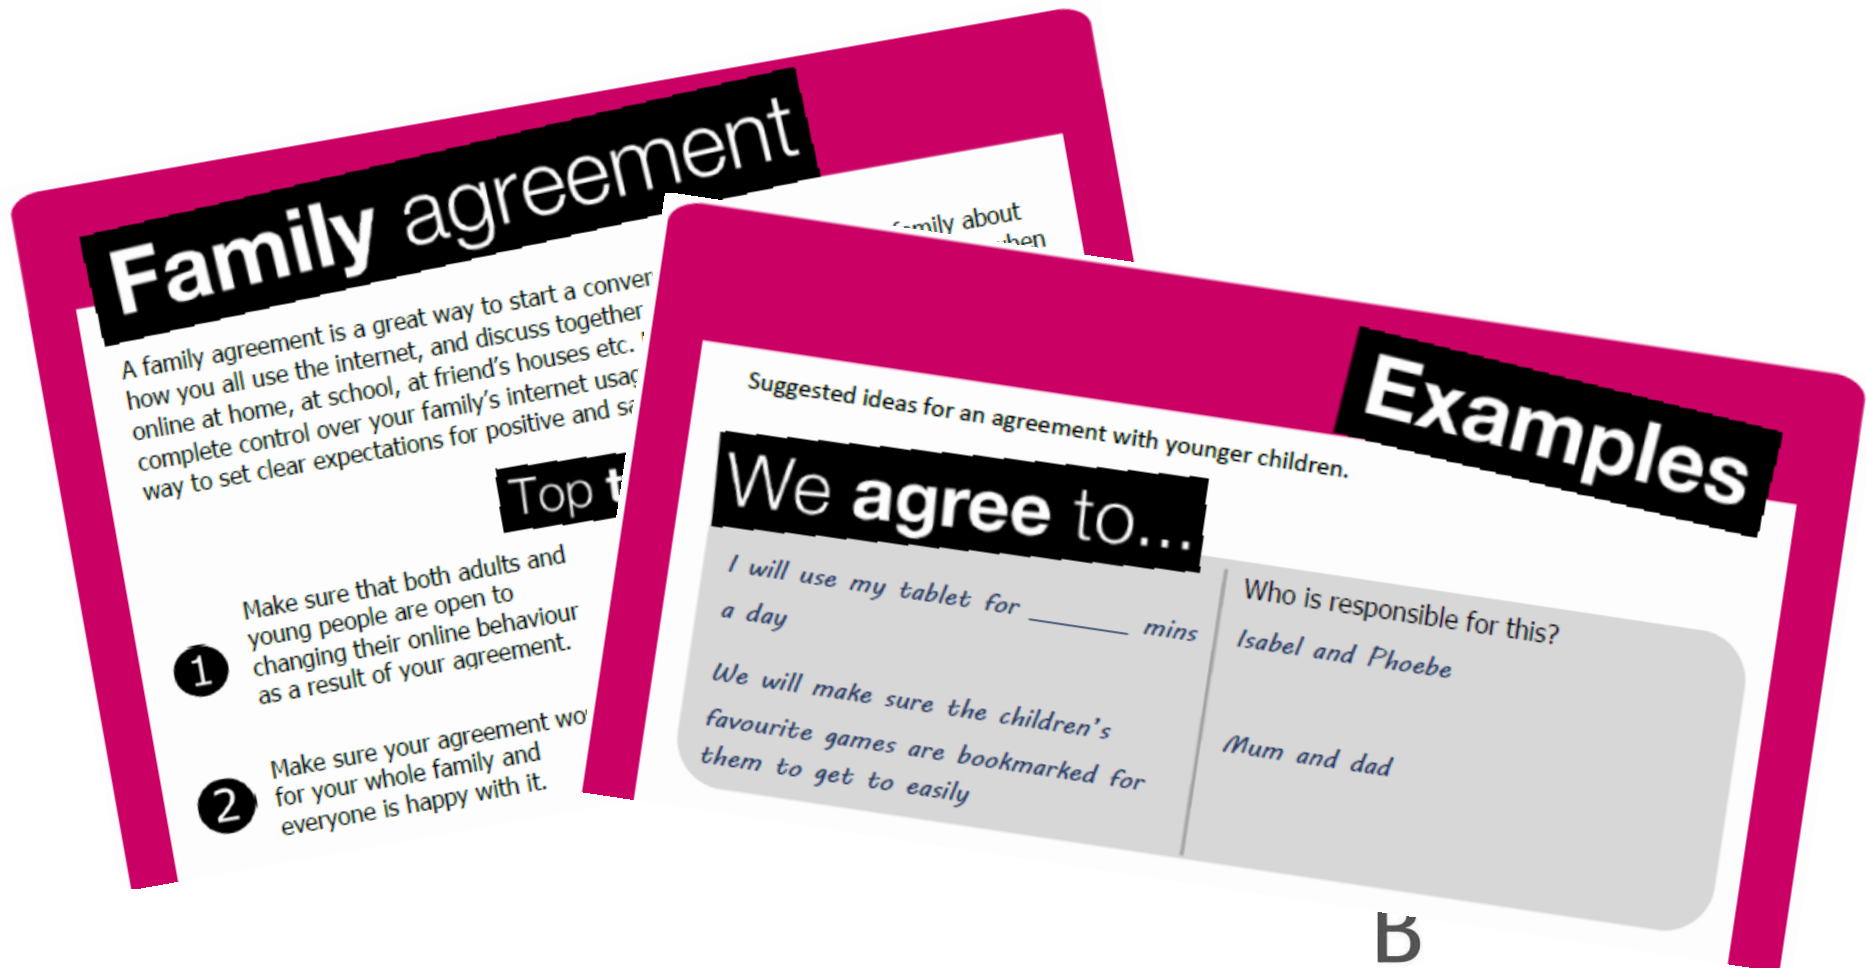 Family agreement
A family agreement is a great way to start a
how you all use the internet, and discuss together
online at home, at school, at friend's houses etc.
complete control over your family's internet
way to set clear expectations for positive and
about
Top
1
Make sure that both adults and
young people are open to
changing their online behaviour
as a result of your agreement.
2
Make sure your agreement
for your whole family and
everyone is happy with it.
Examples
Suggested ideas for an agreement with younger children.
We agree to...
I will use my tablet for ________ mins
a day
We will make sure the children's
favourite games are bookmarked for
them to get to easily
Who is responsible for this?
Isabel and Phoebe
Mum and dad
B